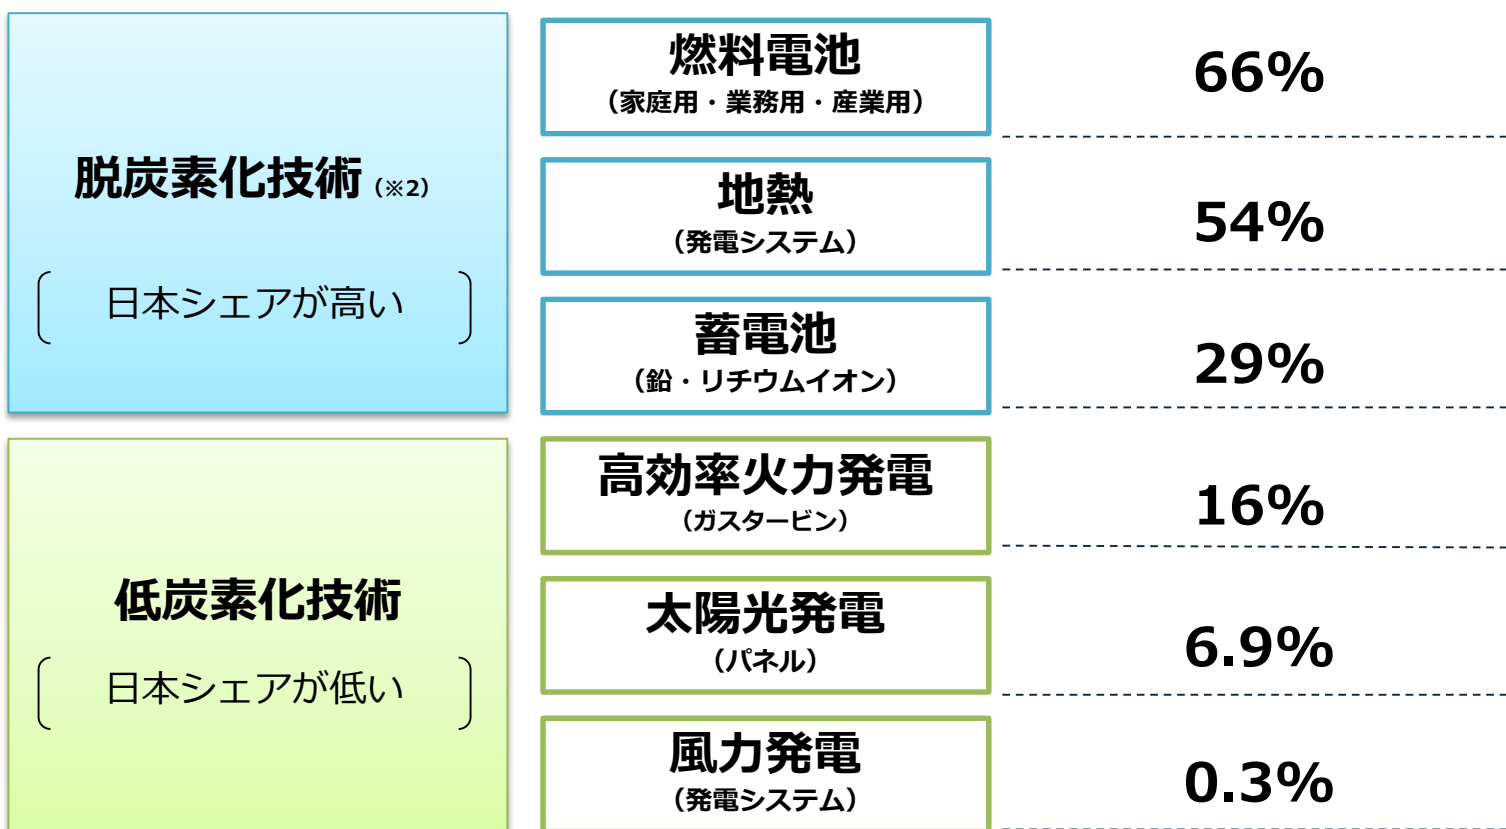 脱炭素化技術 (※2)
日本シェアが高い
燃料電池
（家庭用・業務用・産業用）
66%
地熱
（発電システム）
54%
蓄電池
（鉛・リチウムイオン）
29%
低炭素化技術
日本シェアが低い
高効率火力発電
（ガスタービン）
16%
太陽光発電
（パネル）
6.9%
風力発電
（発電システム）
0.3%